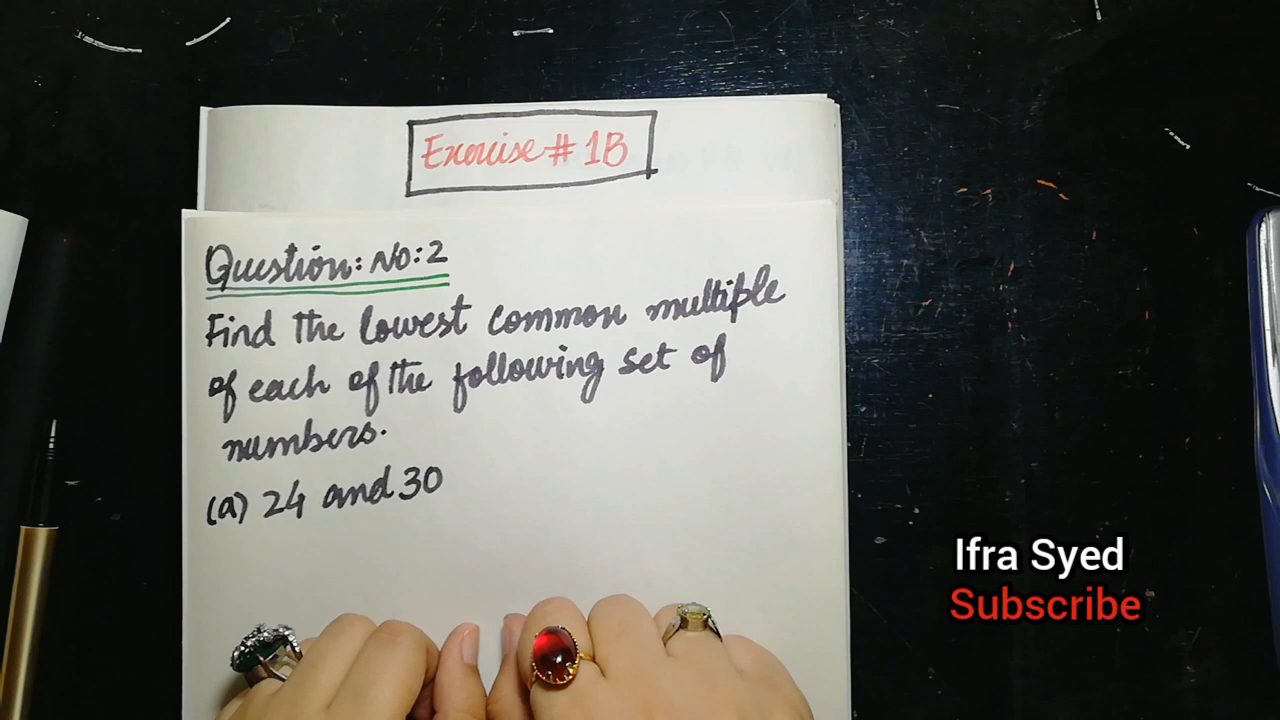 Exercise # 1B
Question: No: 2
Find the lowest common multiple
of each of the following set of
numbers.
(a) 24 and 30
Ifra Syed
Subscribe